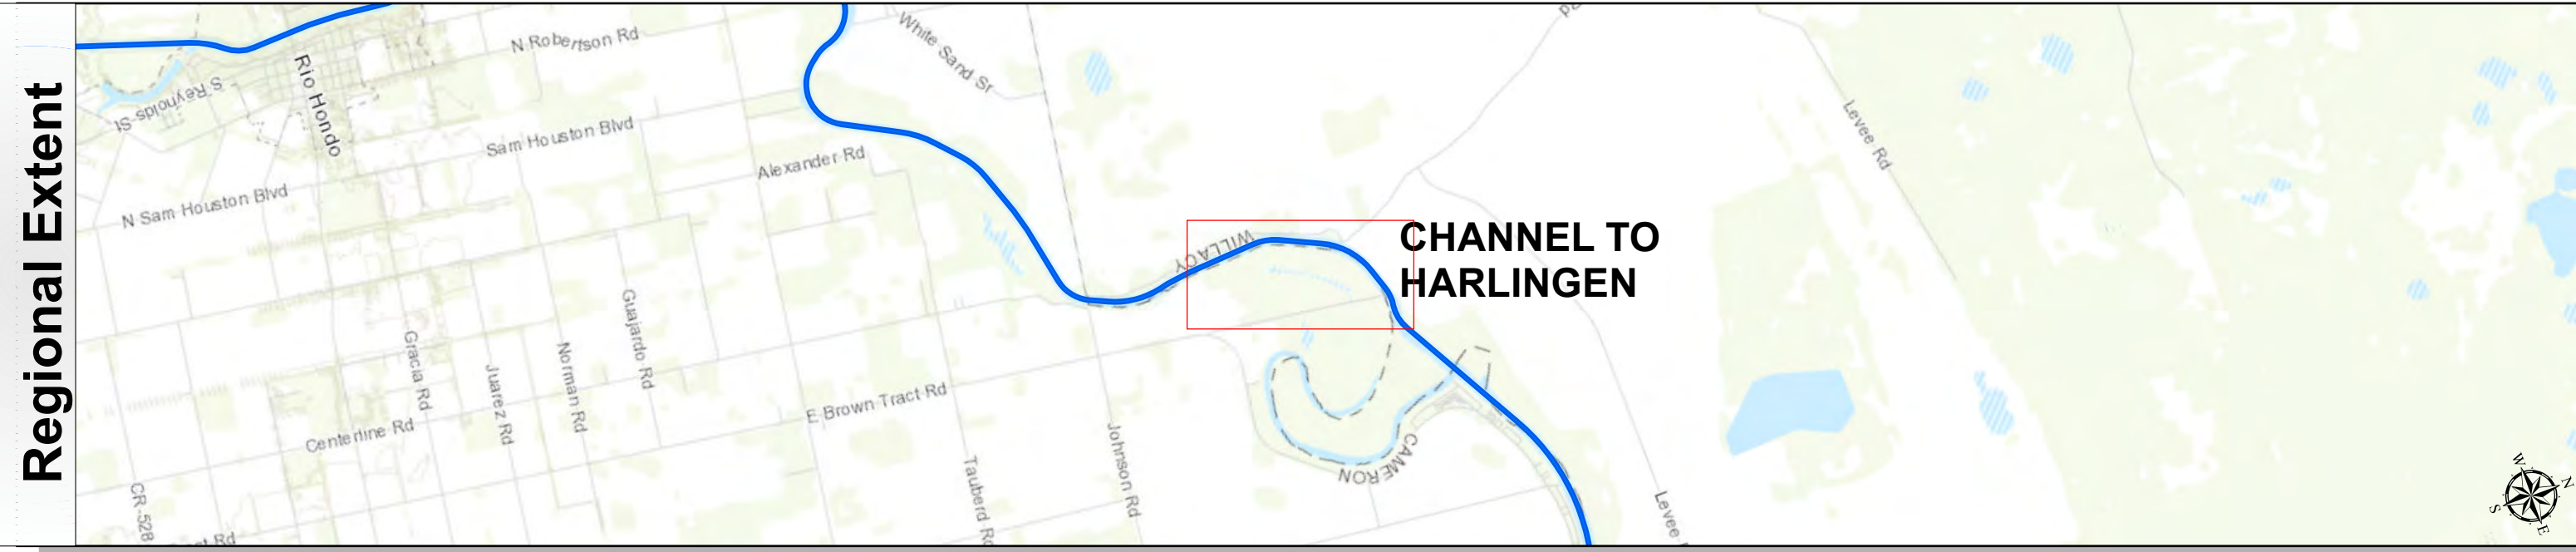 Regional Extent
N Robertson Rd
White Sand Sr
Rio Hondo
S Reynolds-St
Sam Houston Blvd
N Sam Houston Blvd
Alexander Rd
Levee Rd
WILLACY
CHANNEL TO
HARLINGEN
Guajardo Rd
Gracia Rd
Juarez Rd
Norman Rd
Centerline Rd
E Brown Tract Rd
Johnson Rd
Tauberd Rd
CAMERON
CR-528
Rd
Levee
W
N
S
E